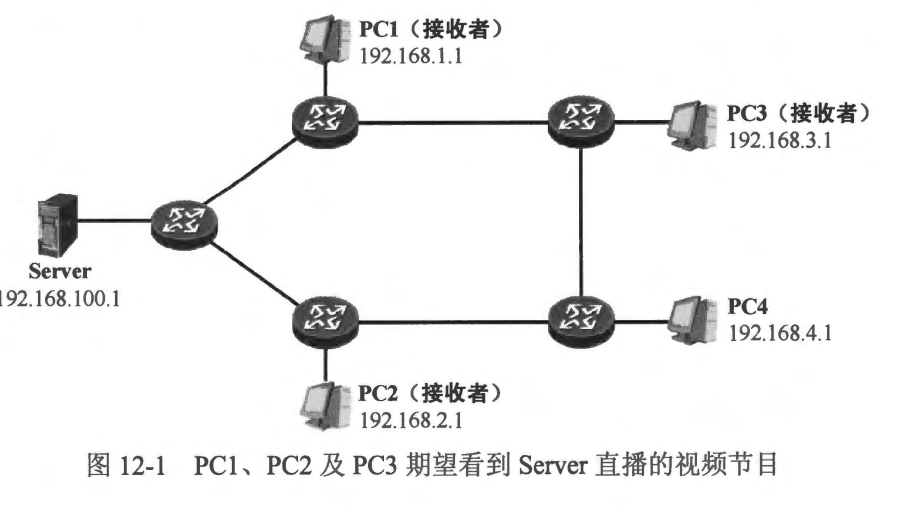 PC1（接收者）
192.168.1.1
PC3（接收者）
192.168.3.1
Server
192.168.100.1
PC4
192.168.4.1
PC2（接收者）
192.168.2.1
图 12-1 PC1、PC2 及 PC3 期望看到 Server 直播的视频节目